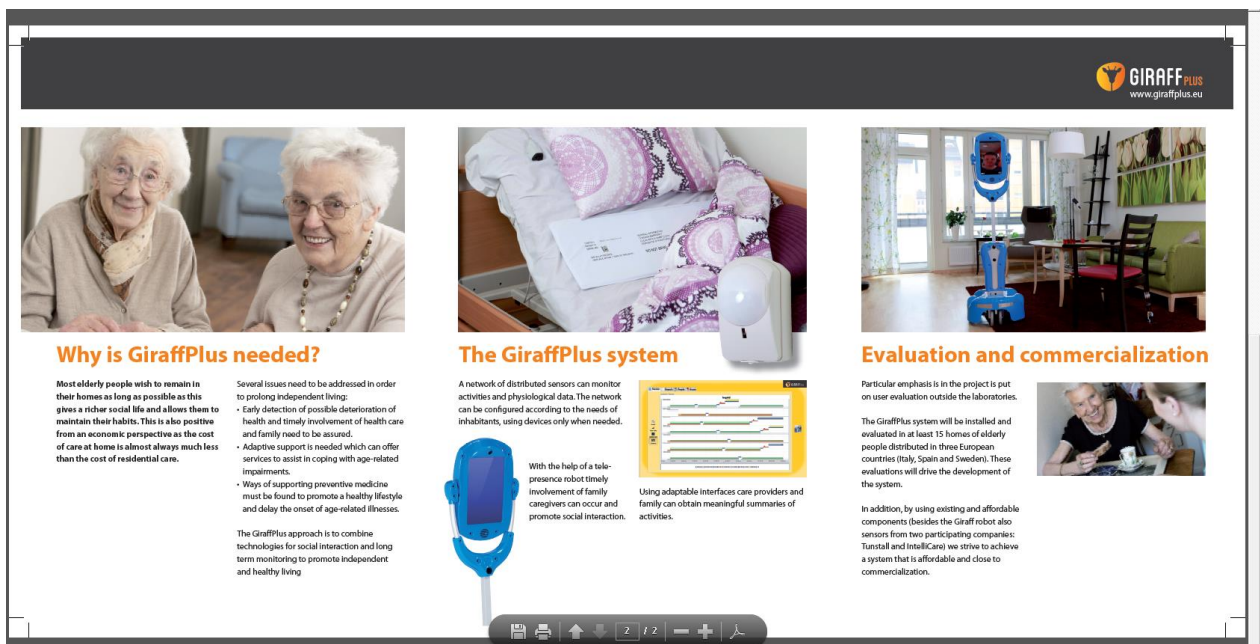 GIRAFF PLUS
www.giraffplus.eu
Why is GiraffPlus needed?
Most elderly people wish to remain in
their homes as long as possible as this
gives a richer social life and allows them to
maintain their habits. This is also positive
from an economic perspective as the cost
of care at home is almost always much less
than the cost of residential care.
Several issues need to be addressed in order
to prolong independent living:
• Early detection of possible deterioration of
health and timely involvement of health care
and family need to be assured.
• Adaptive support is needed which can offer
services to assist in coping with age-related
impairments.
• Ways of supporting preventive medicine
must be found to promote a healthy lifestyle
and delay the onset of age-related illnesses.
The GiraffPlus approach is to combine
technologies for social interaction and long
term monitoring to promote independent
and healthy living
The GiraffPlus system
A network of distributed sensors can monitor
activities and physiological data. The network
can be configured according to the needs of
inhabitants, using devices only when needed.
With the help of a tele-
presence robot timely
involvement of family
caregivers can occur and
promote social interaction.
Using adaptable interfaces care providers and
family can obtain meaningful summaries of
activities.
Evaluation and commercialization
Particular emphasis is in the project is put
on user evaluation outside the laboratories.
The GiraffPlus system will be installed and
evaluated in at least 15 homes of elderly
people distributed in three European
countries (Italy, Spain and Sweden). These
evaluations will drive the development of
the system.
In addition, by using existing and affordable
components (besides the Giraff robot also
sensors from two participating companies:
Tunstall and IntelliCare) we strive to achieve
a system that is affordable and close to
commercialization.
2 / 2